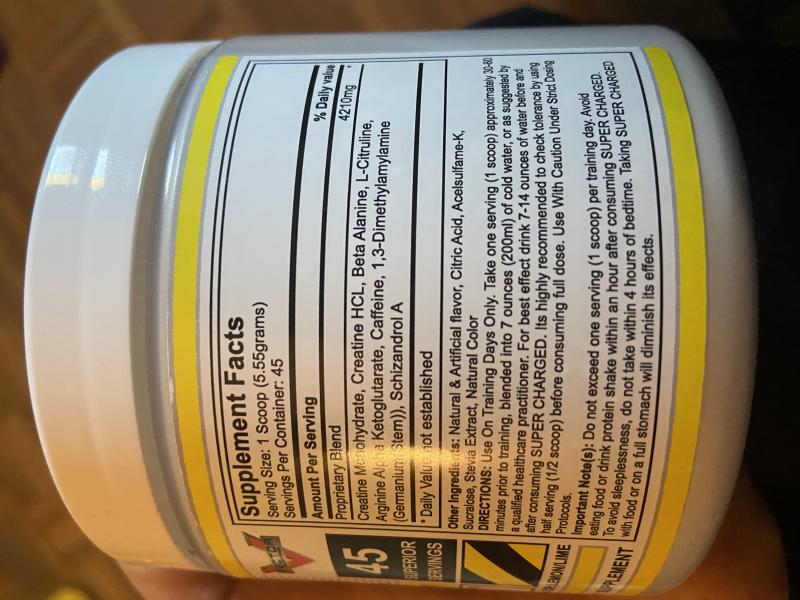 Supplement Facts
Serving Size: 1 Scoop (5.55grams)
Servings Per Container: 45
Amount Per Serving % Daily value
Proprietary Blend 4210mg *
Creatine Monohydrate, Creatine HCL, Beta Alanine, L-Citruline,
Arginine Alpha Ketoglutarate, Caffeine, 1,3-Dimethylamylamine
(Germanium (Stem)), Schizandrol A
* Daily Value not established
Other Ingredients: Natural & Artificial flavor, Citric Acid, Acelsulfame-K,
Sucralose, Stevia Extract, Natural Color
DIRECTIONS: Use On Training Days Only. Take one serving (1 scoop) approximately 30-60
minutes prior to training, blended into 7 ounces (200ml) of cold water, or as suggested by
a qualified healthcare practitioner. For best effect drink 7-14 ounces of water before and
after consuming SUPER CHARGED. Its highly recommended to check tolerance by using
half serving (1/2 scoop) before consuming full dose. Use With Caution Under Strict Dosing
Protocols.
Important Note(s): Do not exceed one serving (1 scoop) per training day. Avoid
eating food or drink protein shake within an hour after consuming SUPER CHARGED.
To avoid sleeplessness, do not take within 4 hours of bedtime. Taking SUPER CHARGED
with food or on a full stomach will diminish its effects.
VECTOR
45
SUPERIOR
SERVINGS
LEMON/LIME
SUPPLEMENT